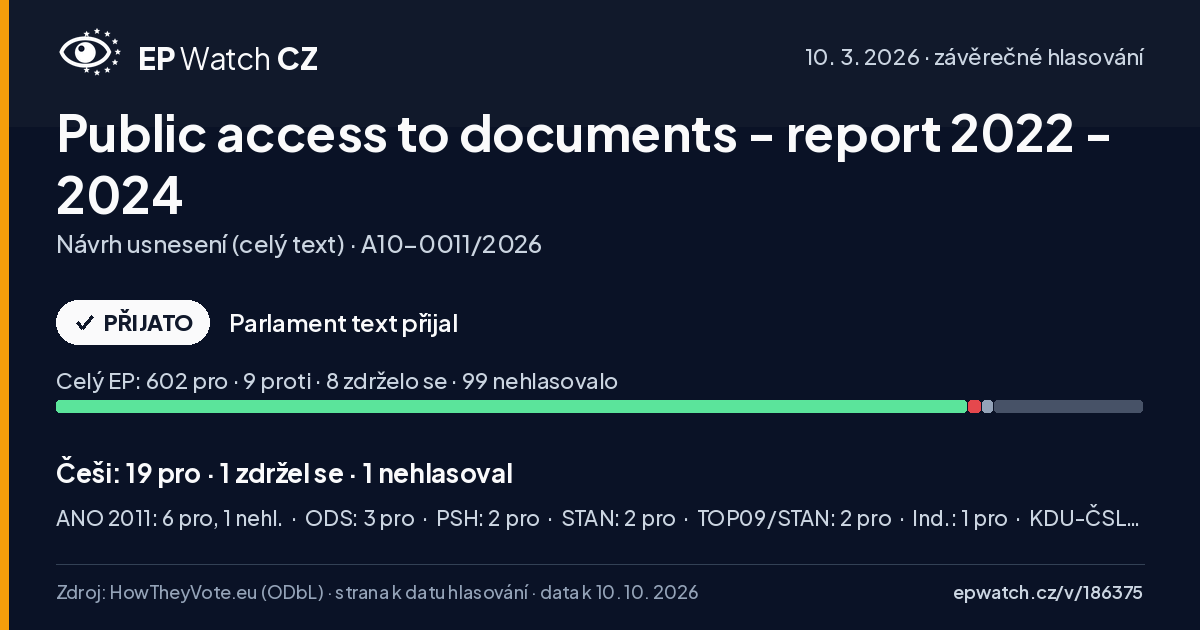 EP Watch CZ
10. 3. 2026 · závěrečné hlasování
Public access to documents – report 2022 –
2024
Návrh usnesení (celý text) · A10–0011/2026
✓ PŘIJATO
Parlament text přijal
Celý EP: 602 pro · 9 proti · 8 zdrželo se · 99 nehlasovalo
Češi: 19 pro · 1 zdržel se · 1 nehlasoval
ANO 2011: 6 pro, 1 nehl. · ODS: 3 pro · PSH: 2 pro · STAN: 2 pro · TOP09/STAN: 2 pro · Ind.: 1 pro · KDU-ČSL…
Zdroj: HowTheyVote.eu (ODbL) · strana k datu hlasování · data k 10. 10. 2026
epwatch.cz/v/186375